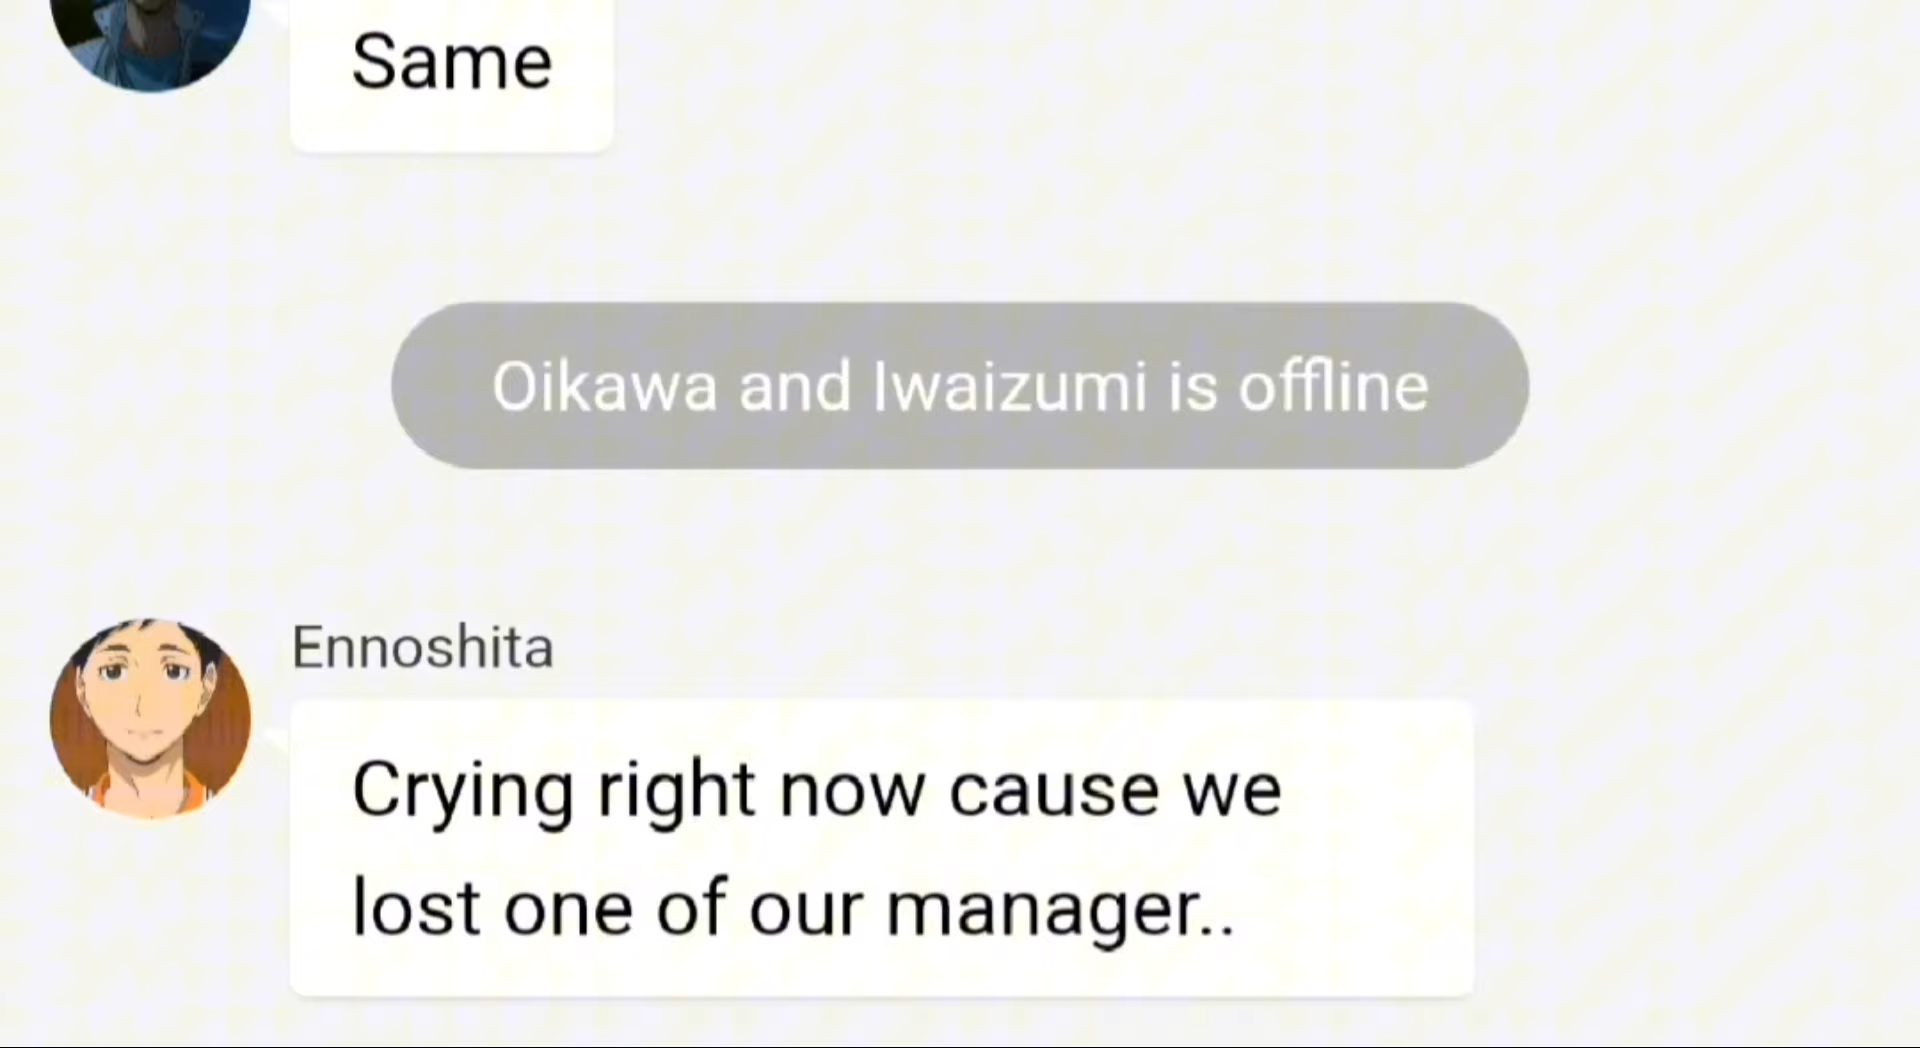 Same
Oikawa and Iwaizumi is offline
Ennoshita
Crying right now cause we
lost one of our manager..